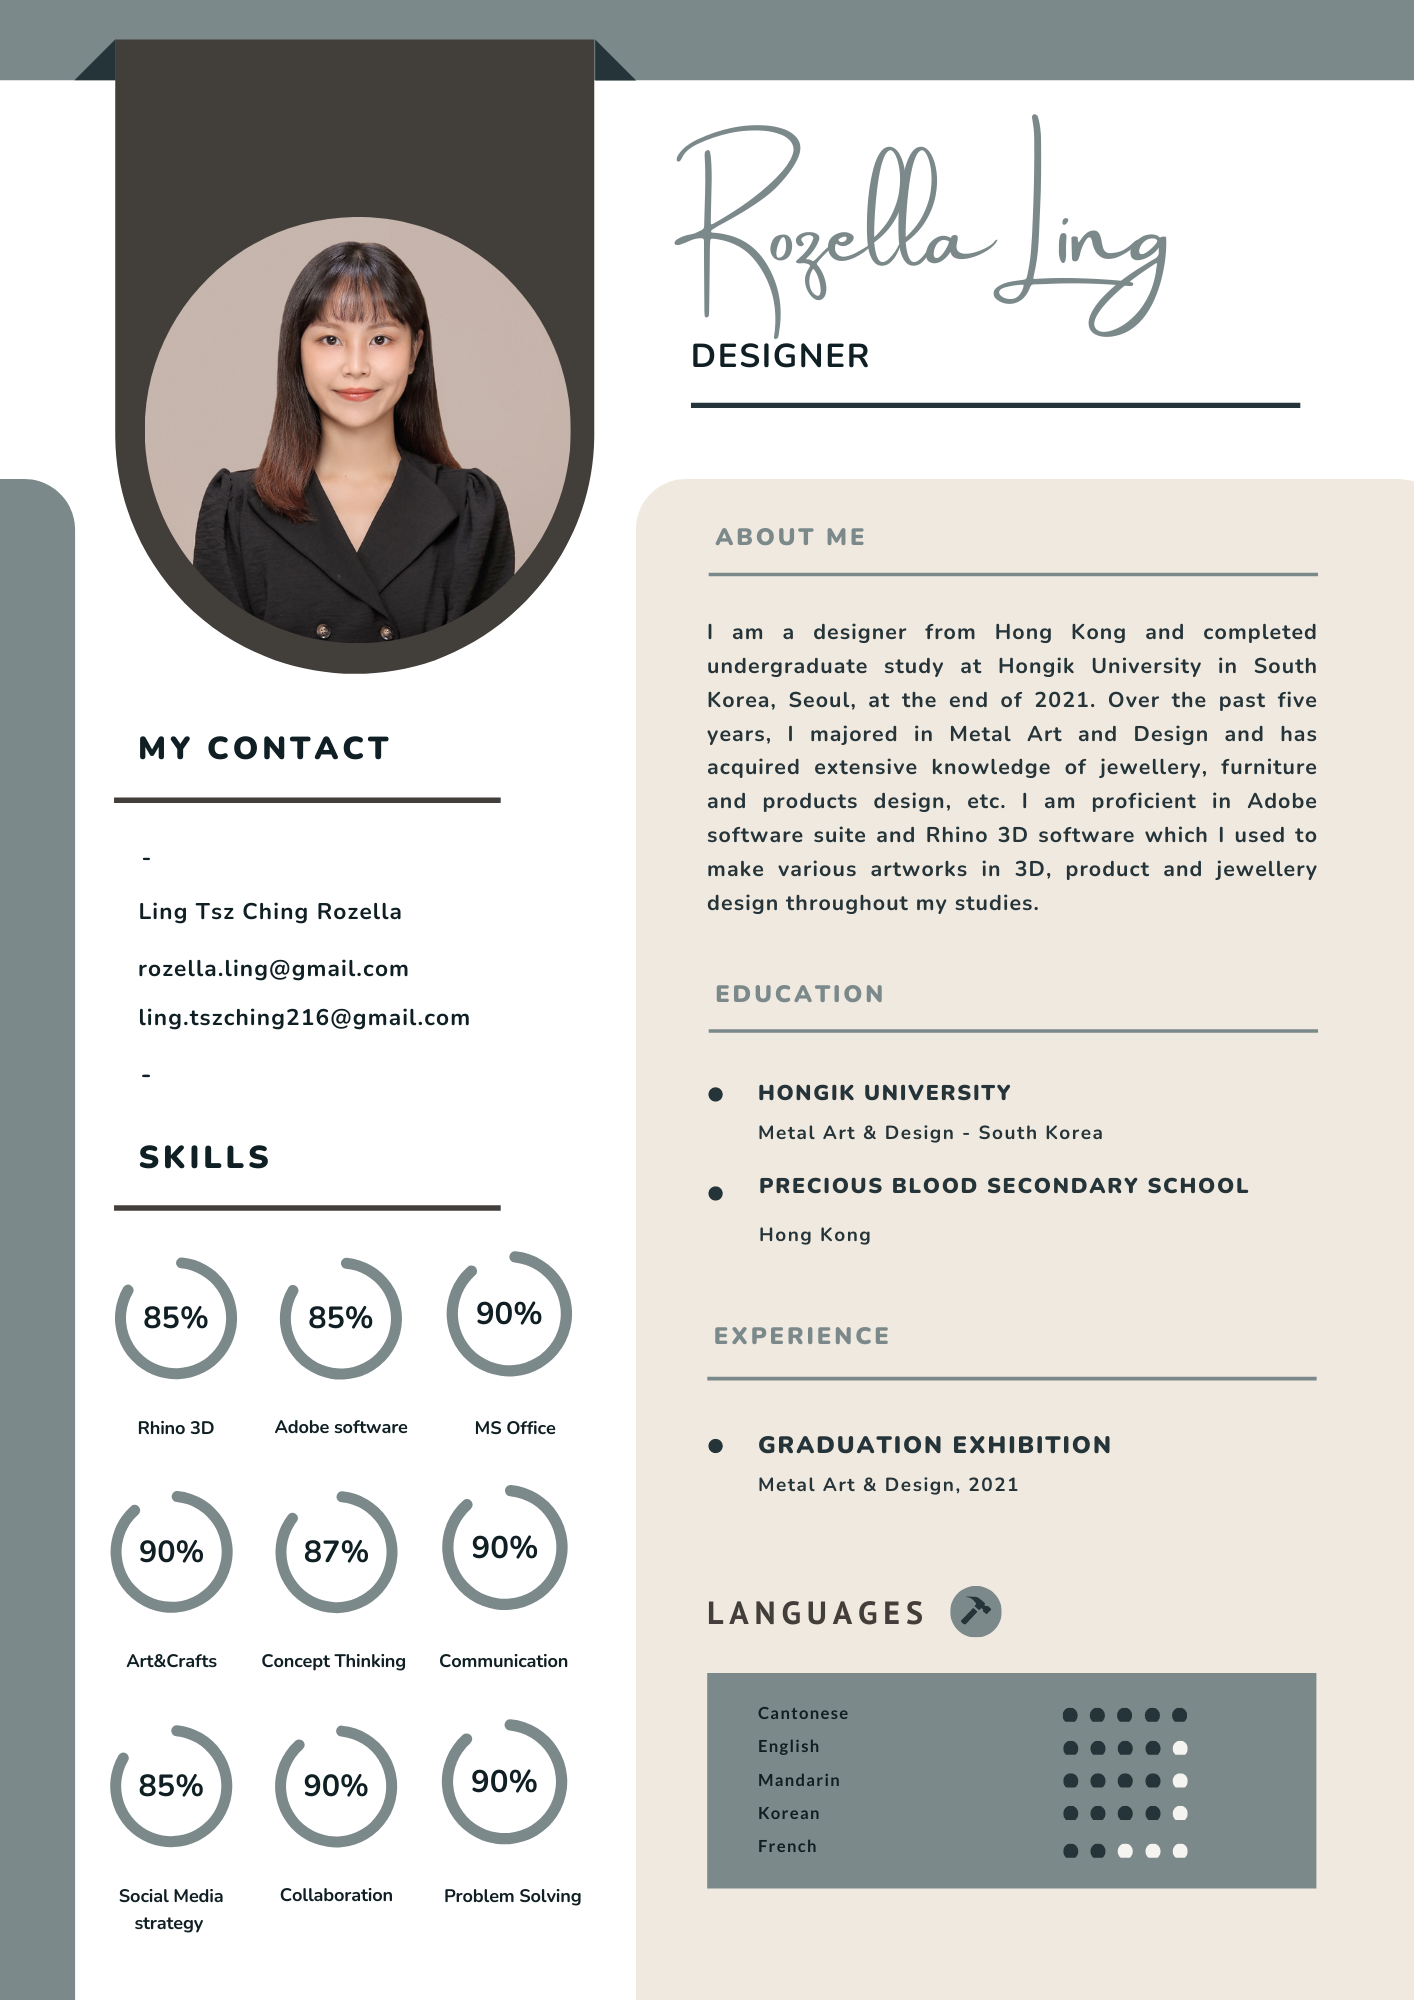 Rozella Ling
DESIGNER
MY CONTACT
-
Ling Tsz Ching Rozella
rozella.ling@gmail.com
ling.tszching216@gmail.com
-
SKILLS
85% 85% 90%
Rhino 3D Adobe software MS Office
90% 87% 90%
Art&Crafts Concept Thinking Communication
85% 90% 90%
Social Media Collaboration Problem Solving
strategy
ABOUT ME
I am a designer from Hong Kong and completed
undergraduate study at Hongik University in South
Korea, Seoul, at the end of 2021. Over the past five
years, I majored in Metal Art and Design and has
acquired extensive knowledge of jewellery, furniture
and products design, etc. I am proficient in Adobe
software suite and Rhino 3D software which I used to
make various artworks in 3D, product and jewellery
design throughout my studies.
EDUCATION
HONGIK UNIVERSITY
Metal Art & Design - South Korea
PRECIOUS BLOOD SECONDARY SCHOOL
Hong Kong
EXPERIENCE
GRADUATION EXHIBITION
Metal Art & Design, 2021
LANGUAGES
Cantonese
English
Mandarin
Korean
French